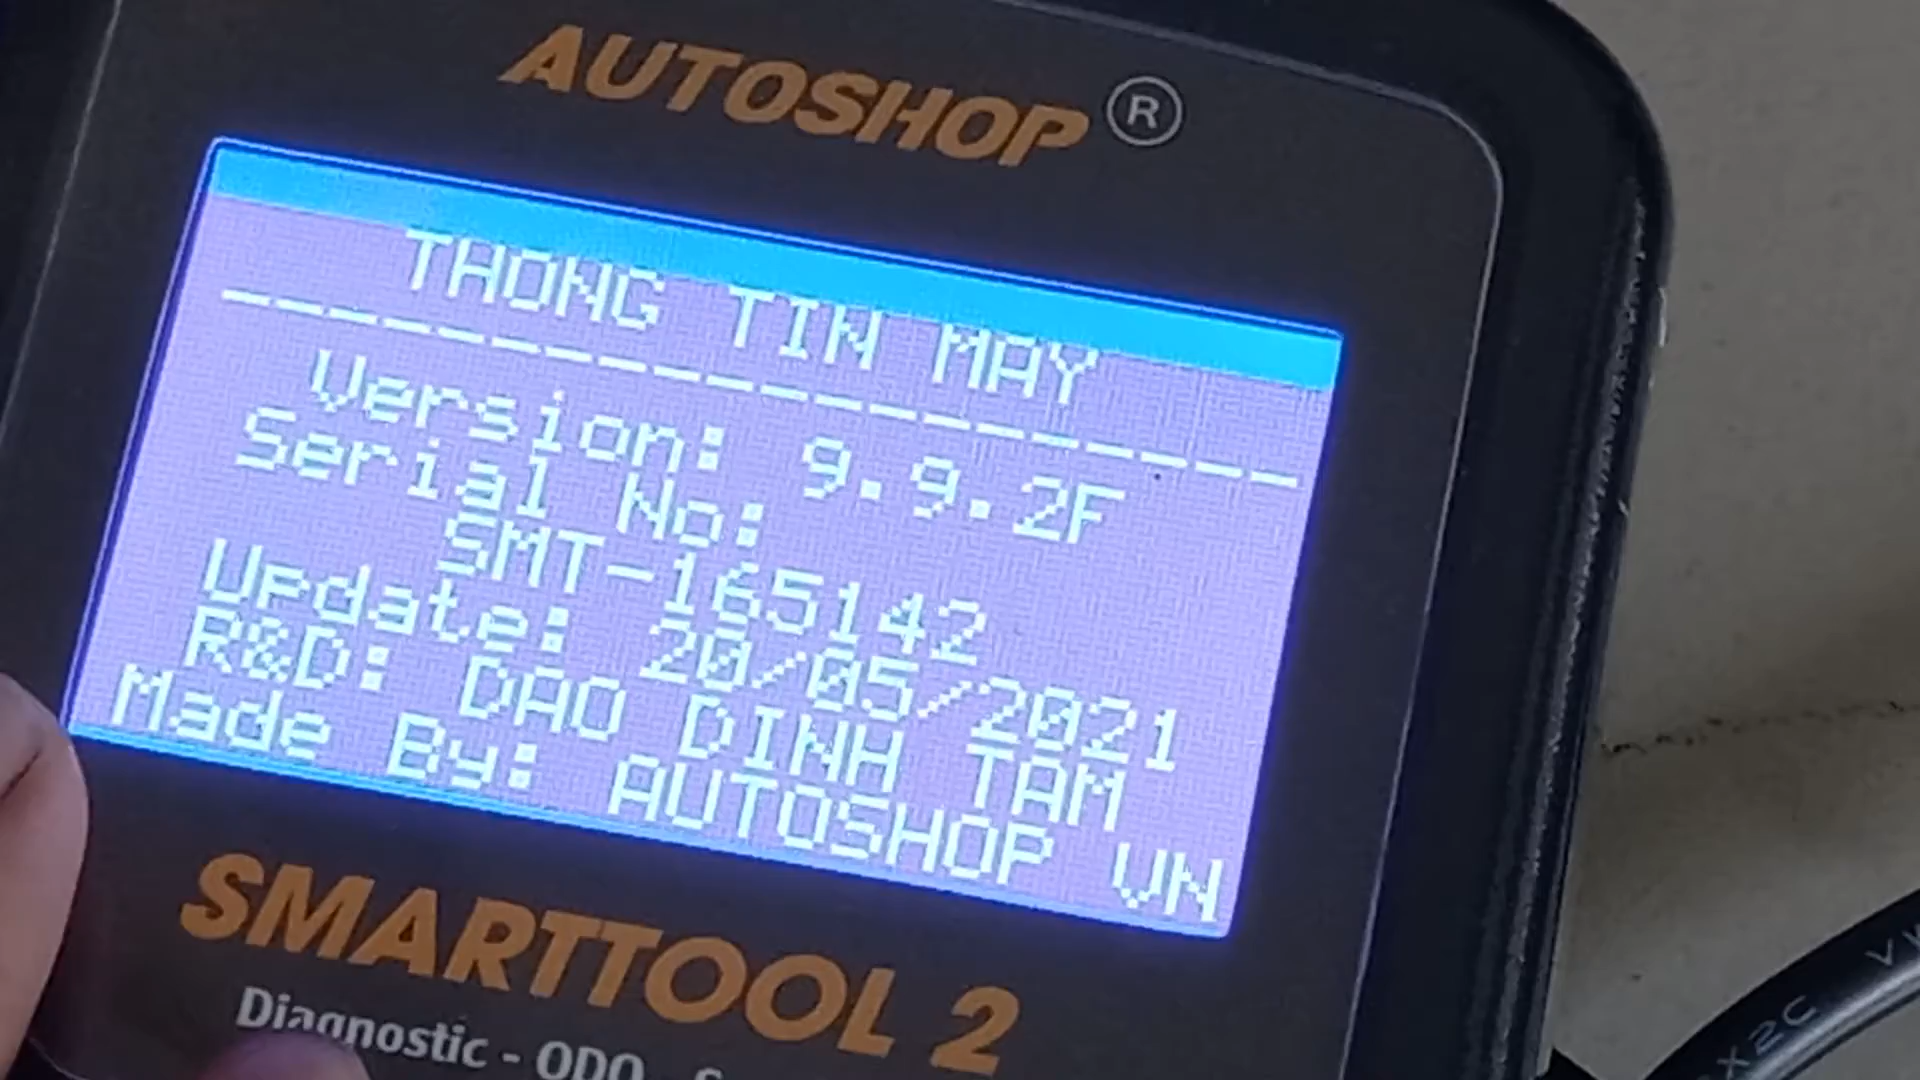 AUTOSHOP ®
THONG TIN MAY
--------------------
Version: 9.9.2F
Serial No:
SMT-165142
Update: 20/05/2021
R&D: DAO DINH TAM
Made By: AUTOSHOP VN
SMARTTOOL 2
Diagnostic - ODO -
X2C